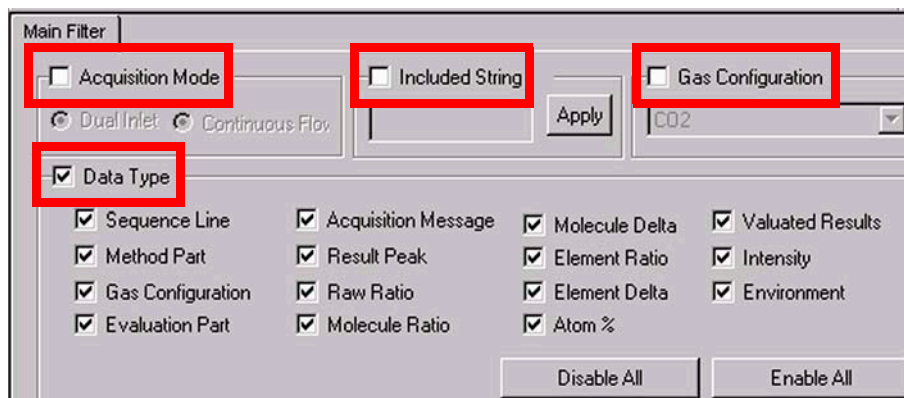 Main Filter
Acquisition Mode Included String Gas Configuration
Dual Inlet Continuous Flov Apply CO2
Data Type
Sequence Line Acquisition Message Molecule Delta Valuated Results
Method Part Result Peak Element Ratio Intensity
Gas Configuration Raw Ratio Element Delta Environment
Evaluation Part Molecule Ratio Atom %
Disable All Enable All